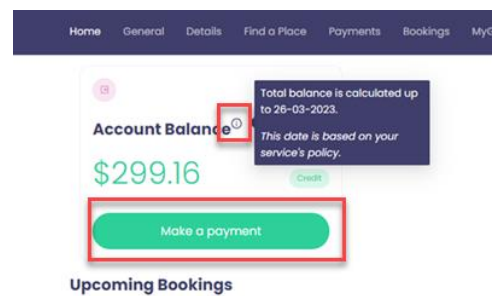 Home General Details Find a Place Payments Bookings MyG
Total balance is calculated up
to 26-03-2023.
This date is based on your
service's policy.
Account Balance
$299.16
Credit
Make a payment
Upcoming Bookings